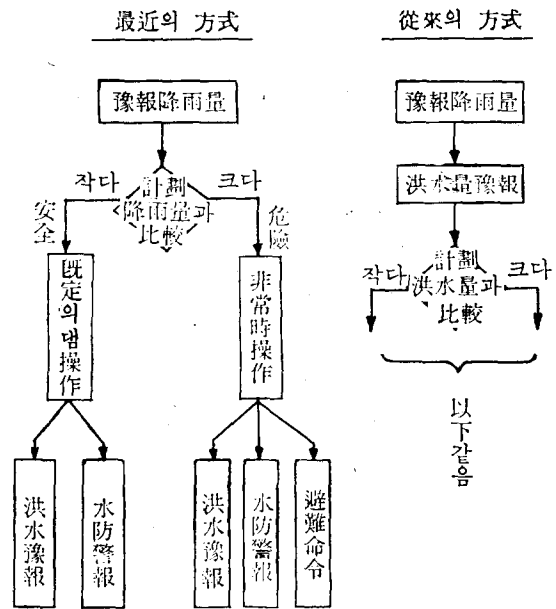 最近의 方式
豫報降雨量
計劃
降雨量과
比較
작다
크다
安全
危險
既定의 댐操作
非常時操作
洪水豫報
水防警報
洪水豫報
水防警報
避難命令
從來의 方式
豫報降雨量
洪水量豫報
計劃
洪水量과
比較
작다
크다
以下같음